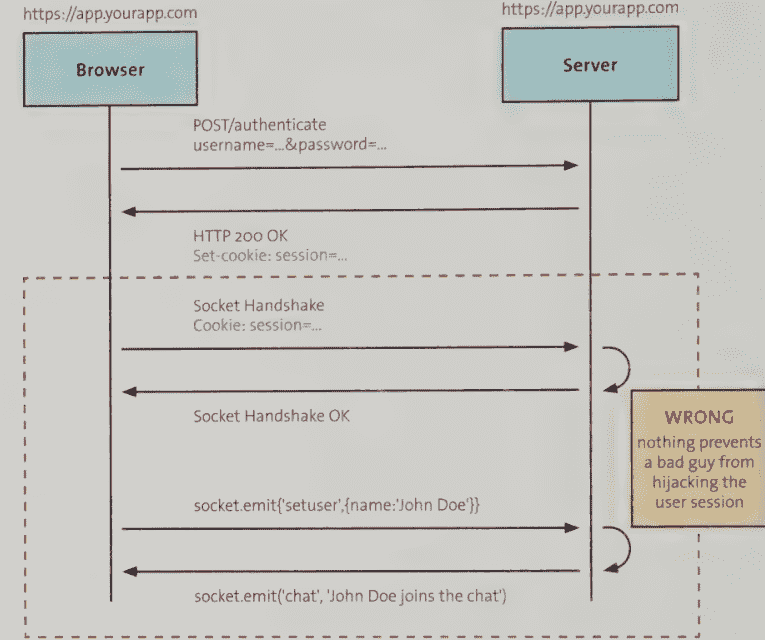 https://app.yourapp.com
https://app.yourapp.com
Browser
Server
POST/authenticate
username=...&password=...
HTTP 200 OK
Set-cookie: session=...
Socket Handshake
Cookie: session=...
Socket Handshake OK
WRONG
nothing prevents
a bad guy from
hijacking the
user session
socket.emit{'setuser',{name:'John Doe'}}
socket.emit('chat', 'John Doe joins the chat')